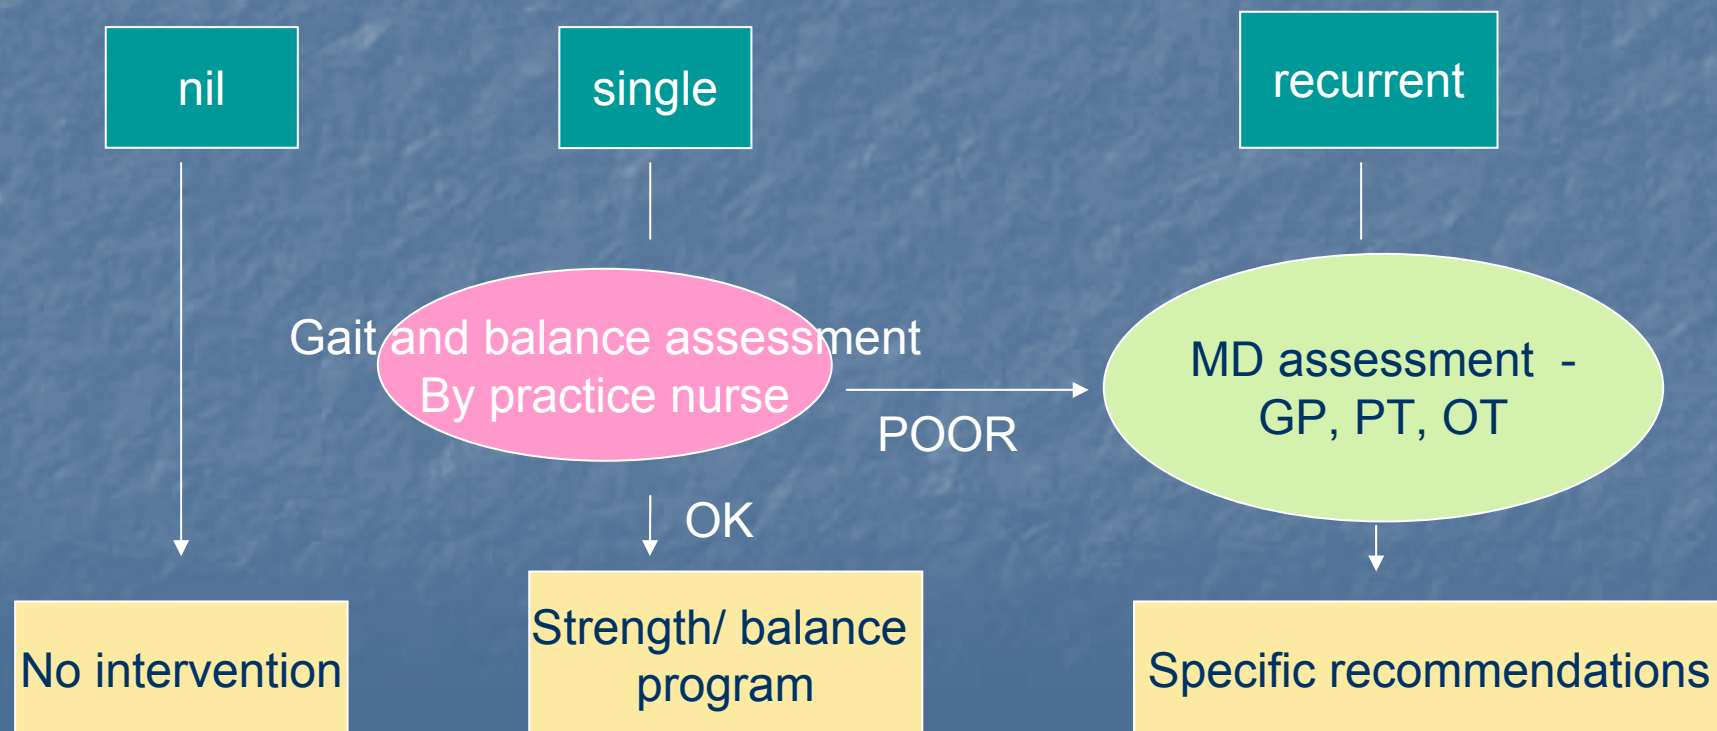 nil
single
recurrent
Gait and balance assessment
By practice nurse
POOR
MD assessment -
GP, PT, OT
OK
No intervention
Strength/ balance
program
Specific recommendations